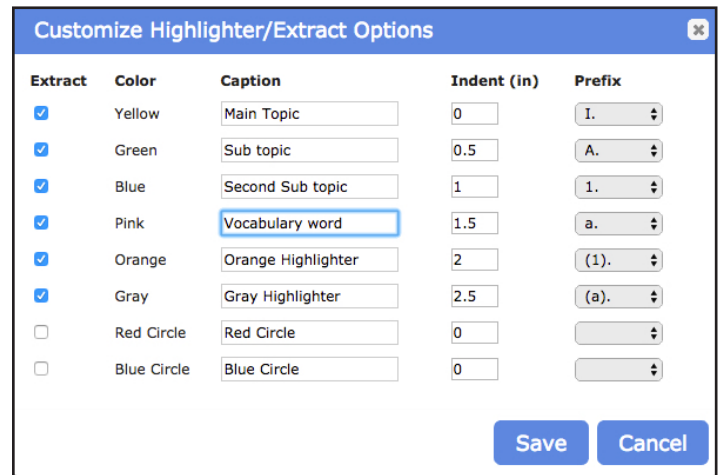 Customize Highlighter/Extract Options
Extract Color Caption Indent (in) Prefix
Yellow Main Topic 0 I.
Green Sub topic 0.5 A.
Blue Second Sub topic 1 1.
Pink Vocabulary word 1.5 a.
Orange Orange Highlighter 2 (1).
Gray Gray Highlighter 2.5 (a).
Red Circle Red Circle 0
Blue Circle Blue Circle 0
Save Cancel